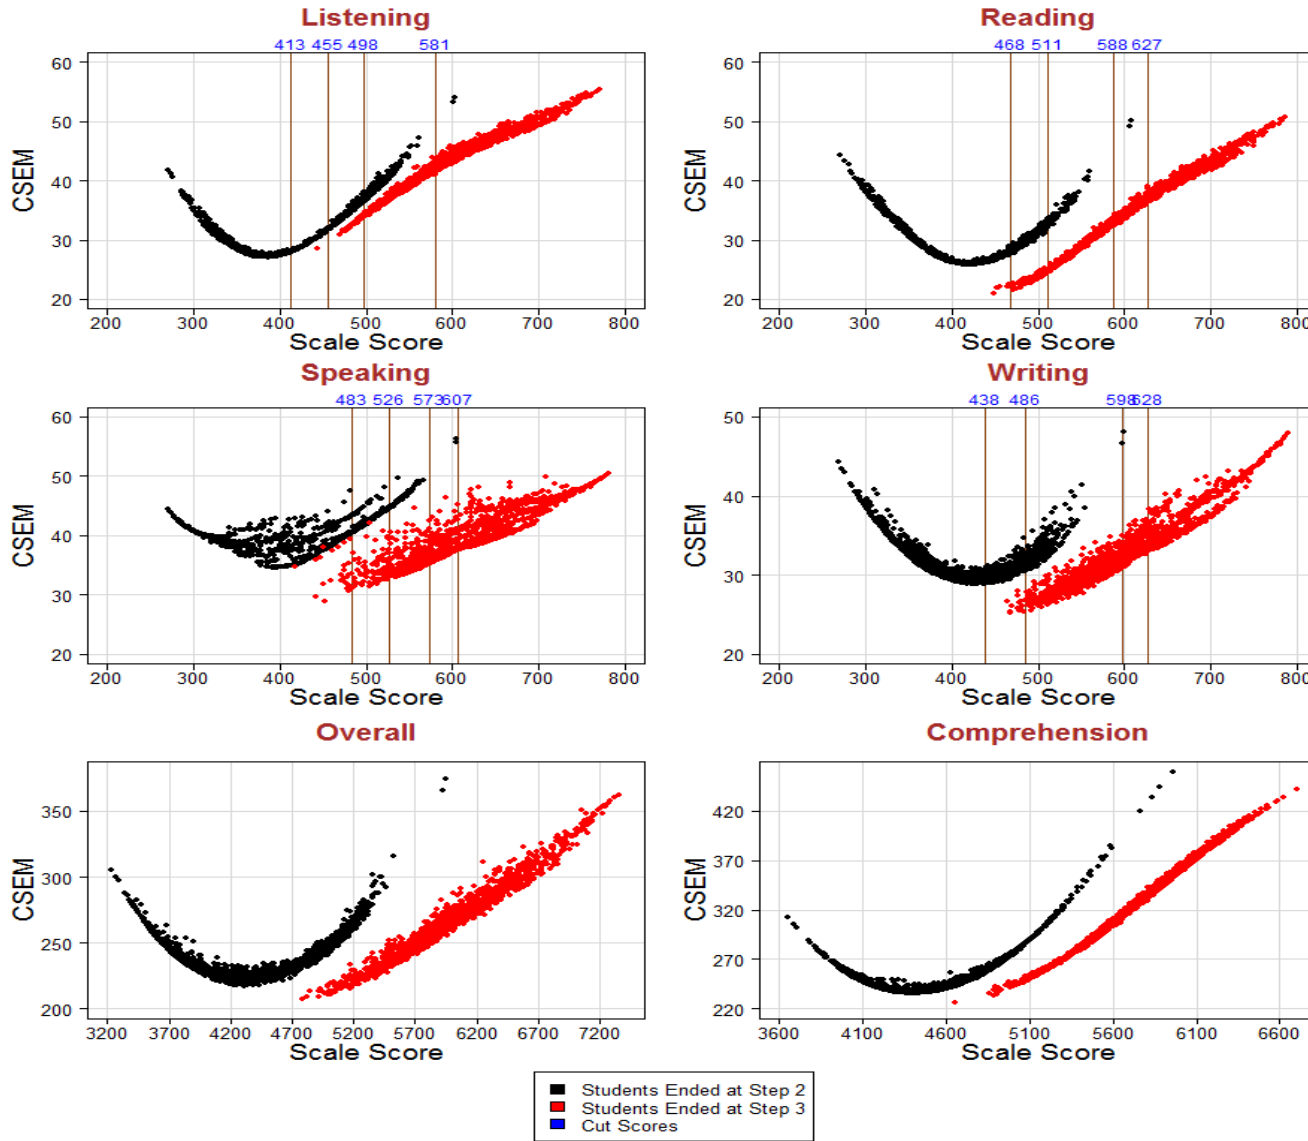 Listening
413 455 498 581
60
50
40
30
20
CSEM
200 300 400 500 600 700 800
Scale Score
Reading
468 511 588 627
60
50
40
30
20
CSEM
200 300 400 500 600 700 800
Scale Score
Speaking
483 526 573 607
60
50
40
30
20
CSEM
200 300 400 500 600 700 800
Scale Score
Writing
438 486 598 628
50
40
30
20
CSEM
200 300 400 500 600 700 800
Scale Score
Overall
350
300
250
200
CSEM
3200 3700 4200 4700 5200 5700 6200 6700 7200
Scale Score
Comprehension
420
370
320
270
220
CSEM
3600 4100 4600 5100 5600 6100 6600
Scale Score
Students Ended at Step 2
Students Ended at Step 3
Cut Scores